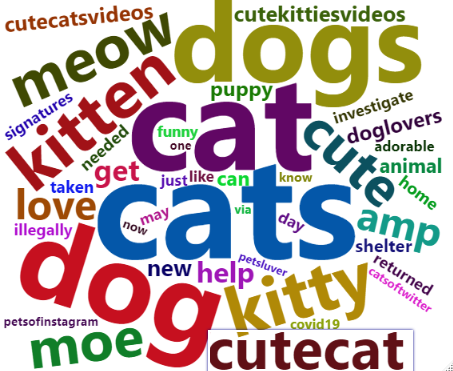 cutecatsvideos
cutekittiesvideos
dogs
meow
kitten
puppy
signatures
investigate
cat
funny
doglovers
needed
one
cute
adorable
get
animal
taken
just
like
can
know
home
love
cats
may
via
day
amp
illegally
now
shelter
dog
new
help
petsluver
returned
kitty
catsoftwitter
petsofinstagram
covid19
moe
cutecat